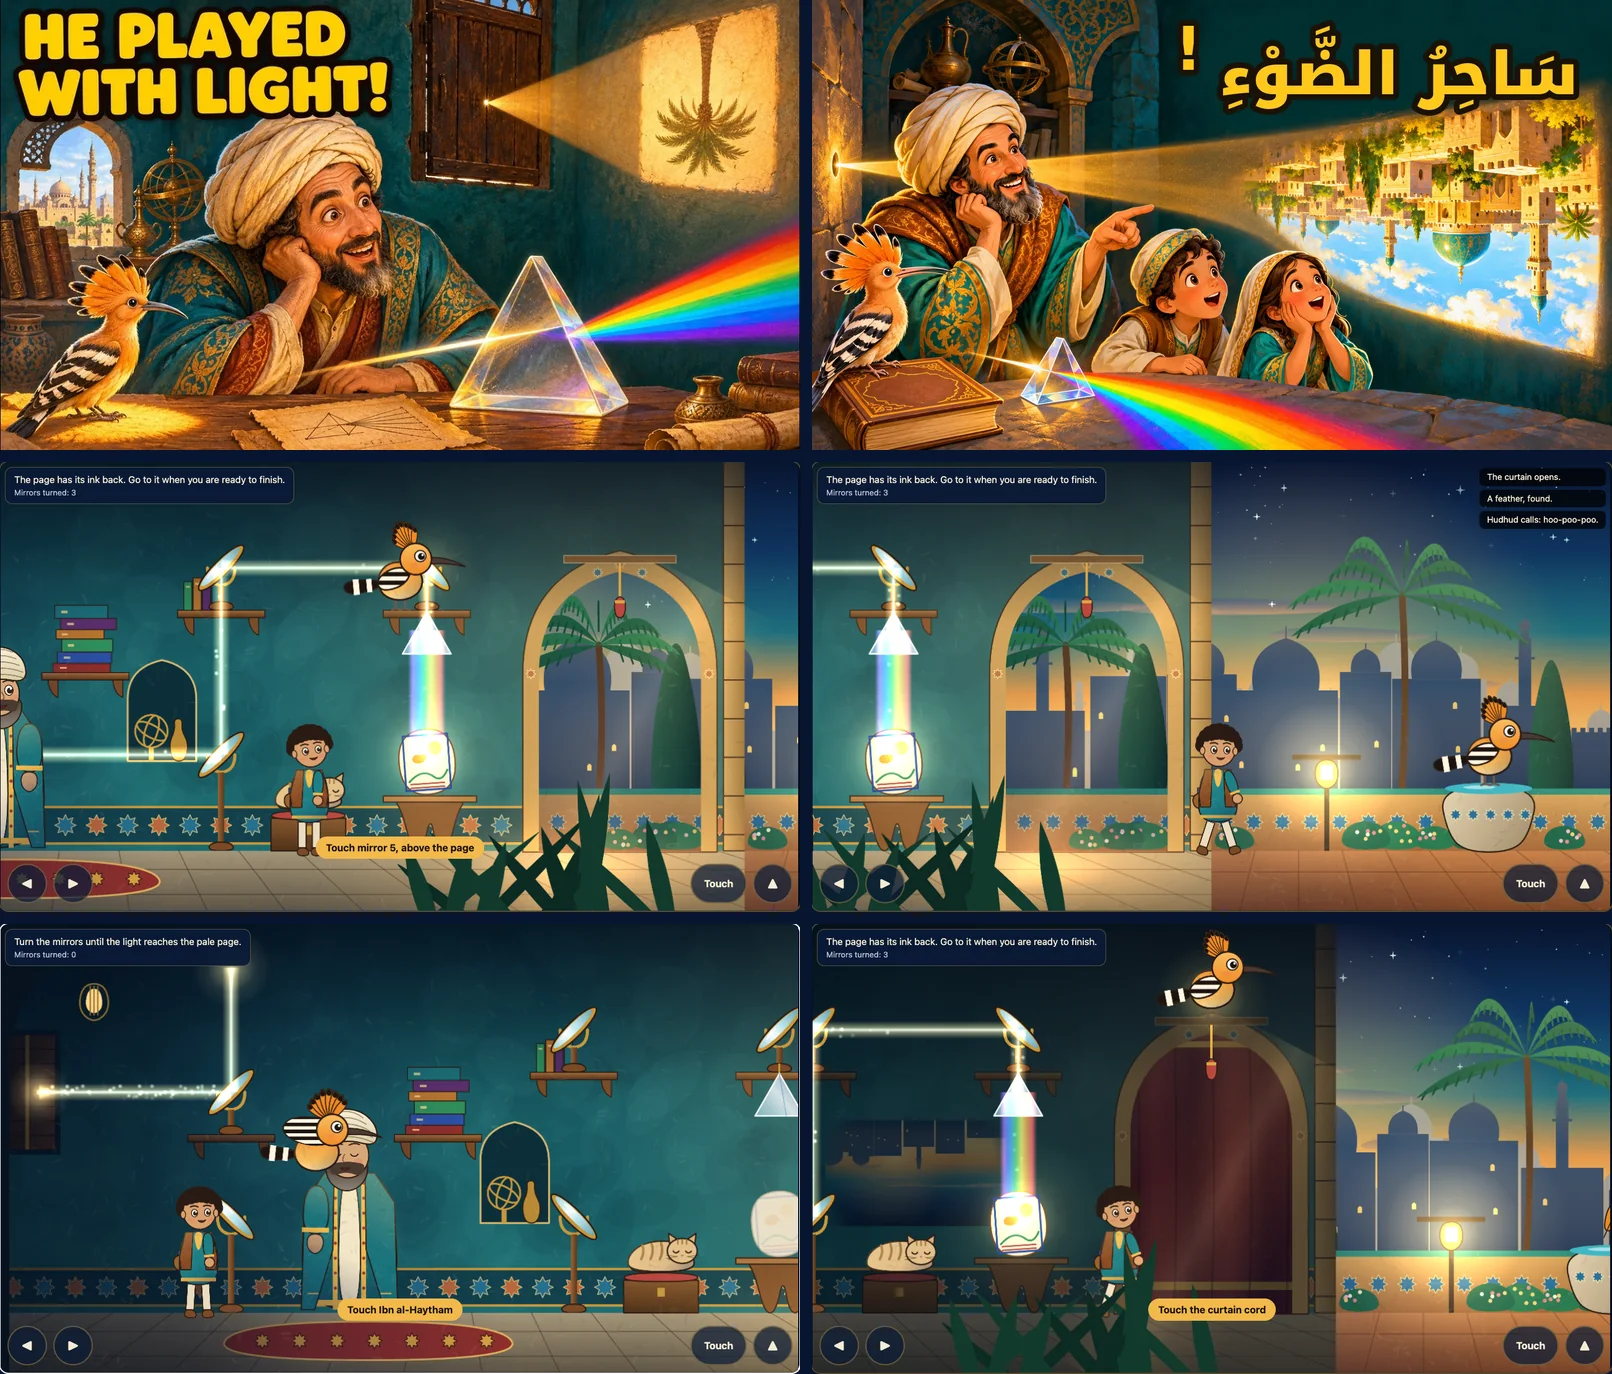 HE PLAYED
WITH LIGHT!
سَاحِرُ الضَّوْءِ !
The page has its ink back. Go to it when you are ready to finish.
Mirrors turned: 3
Touch mirror 5, above the page
Touch
The page has its ink back. Go to it when you are ready to finish.
Mirrors turned: 3
The curtain opens.
A feather, found.
Hudhud calls: hoo-poo-poo.
Touch
Turn the mirrors until the light reaches the pale page.
Mirrors turned: 0
Touch Ibn al-Haytham
Touch
The page has its ink back. Go to it when you are ready to finish.
Mirrors turned: 3
Touch the curtain cord
Touch